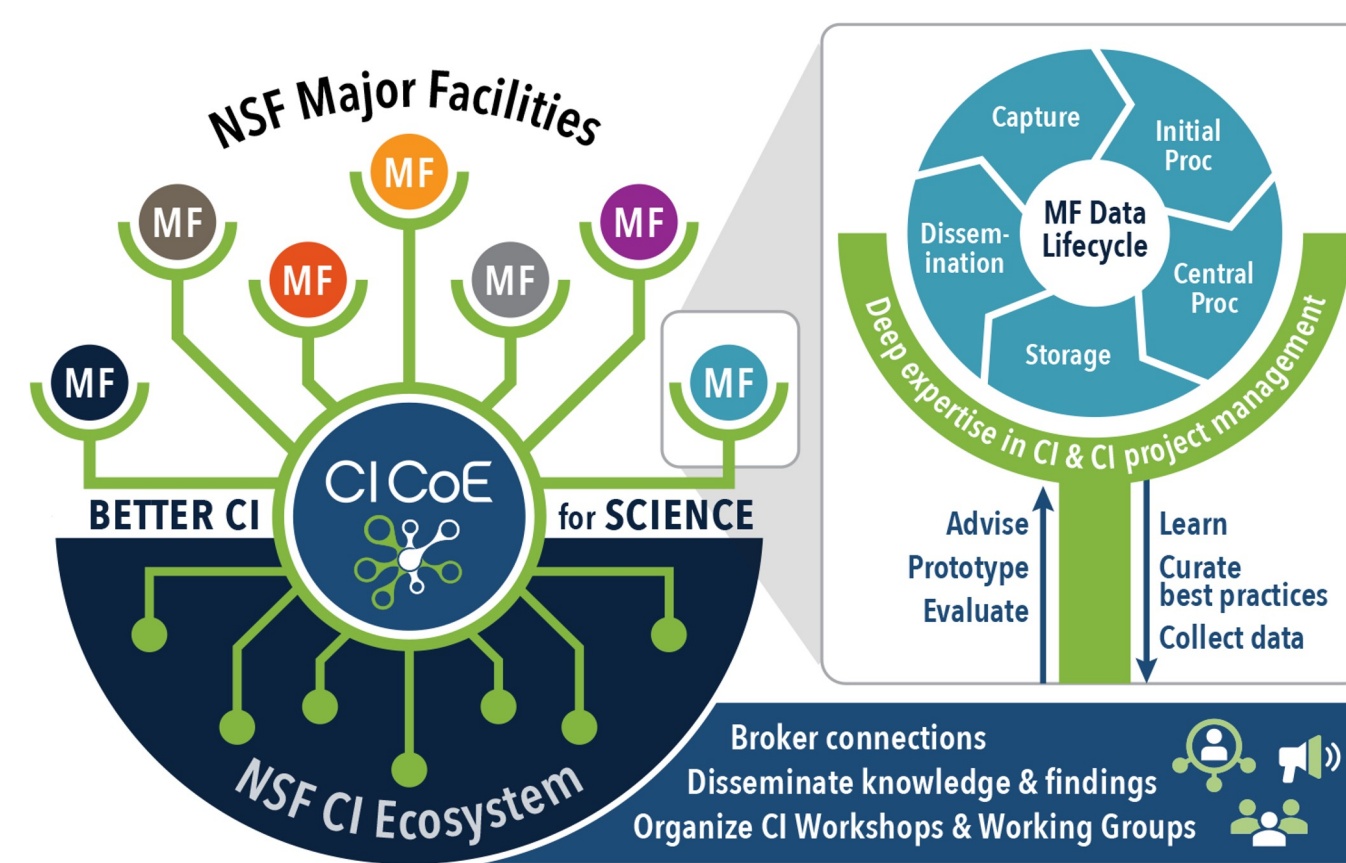 NSF Major Facilities
MF
MF
MF
MF
MF
MF
MF
CI CoE
BETTER CI
for SCIENCE
NSF CI Ecosystem
Capture
Initial
Proc
Central
Proc
Storage
Dissem-
ination
MF Data
Lifecycle
Deep expertise in CI & CI project management
Advise
Prototype
Evaluate
Learn
Curate
best practices
Collect data
Broker connections
Disseminate knowledge & findings
Organize CI Workshops & Working Groups